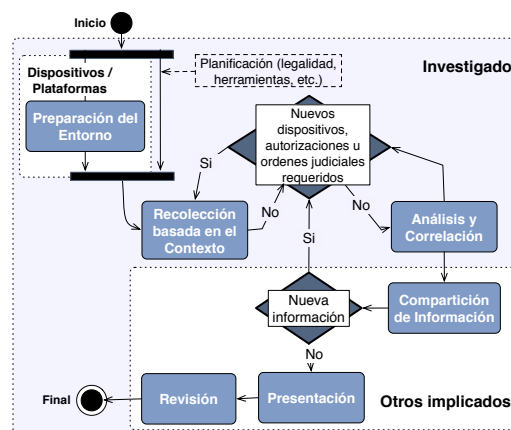 Inicio
Planificación (legalidad,
herramientas, etc.)
Investigado
Dispositivos /
Plataformas
Preparación del
Entorno
Nuevos
dispositivos,
autorizaciones u
ordenes judiciales
requeridos
Si
No
No
Recolección
basada en el
Contexto
Análisis y
Correlación
Si
Nueva
información
Compartición
de Información
No
Final
Revisión
Presentación
Otros implicados